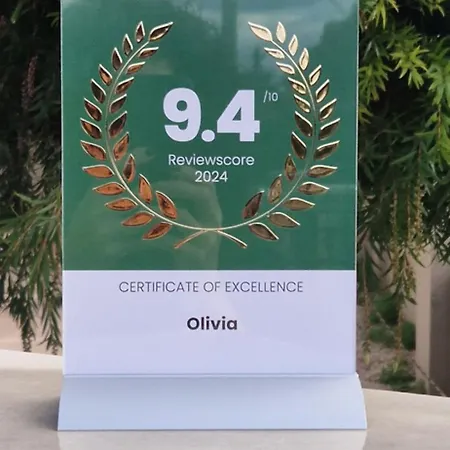 9.4 /10
Reviewscore
2024
CERTIFICATE OF EXCELLENCE
Olivia